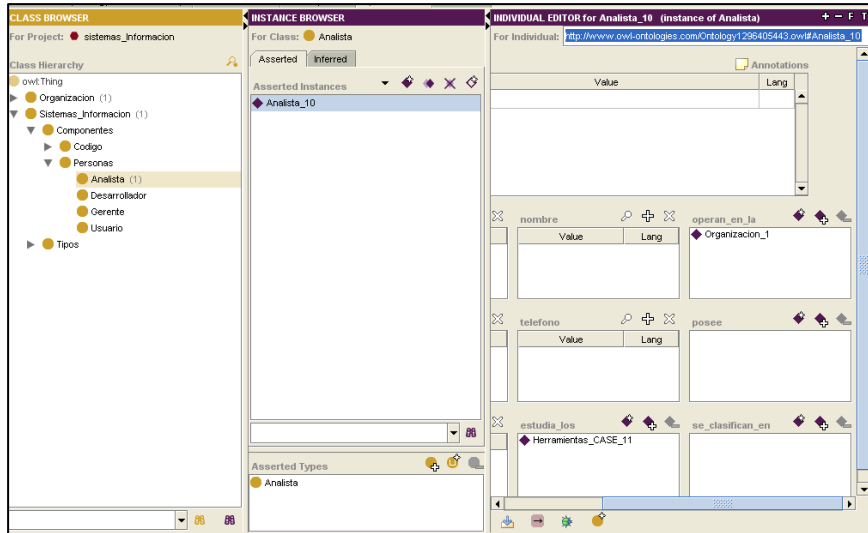 CLASS BROWSER
For Project: sistemas_Informacion
Class Hierarchy
owl:Thing
Organizacion (1)
Sistemas_Informacion (1)
Componentes
Codigo
Personas
Analista (1)
Desarrollador
Gerente
Usuario
Tipos
INSTANCE BROWSER
For Class: Analista
Asserted Inferred
Asserted Instances
Analista_10
Asserted Types
Analista
INDIVIDUAL EDITOR for Analista_10 (instance of Analista) + - F T
For Individual: http://www.owl-ontologies.com/Ontology1296405443.owl#Analista_10
Annotations
Value Lang
nombre operan_en_la
Value Lang Organizacion_1
telefono posee
Value Lang
estudia_los se_clasifican_en
Herramientas_CASE_11